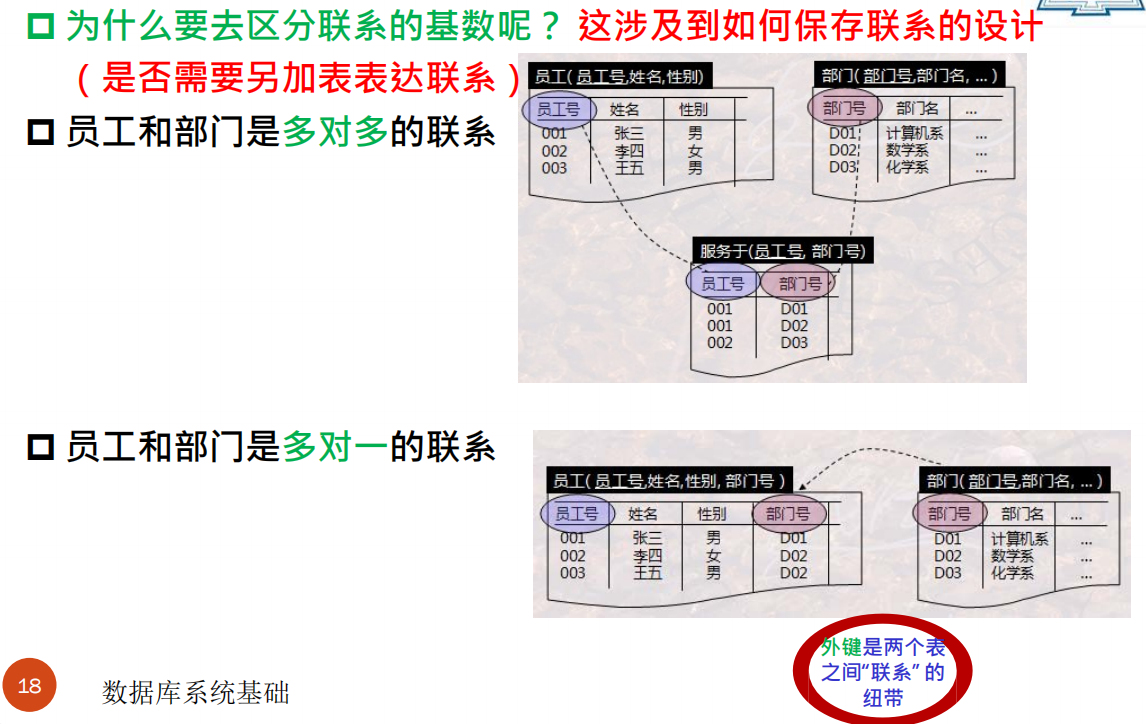 为什么要去区分联系的基数呢？ 这涉及到如何保存联系的设计
（是否需要另加表表达联系）
员工和部门是多对多的联系
员工( 员工号,姓名,性别)
员工号 姓名 性别
001 张三 男
002 李四 女
003 王五 男
部门( 部门号,部门名, ... )
部门号 部门名 ...
D01 计算机系 ...
D02 数学系 ...
D03 化学系 ...
服务于(员工号, 部门号)
员工号 部门号
001 D01
001 D02
002 D03
员工和部门是多对一的联系
员工( 员工号,姓名,性别, 部门号 )
员工号 姓名 性别 部门号
001 张三 男 D01
002 李四 女 D02
003 王五 男 D02
部门( 部门号,部门名, ... )
部门号 部门名 ...
D01 计算机系 ...
D02 数学系 ...
D03 化学系 ...
外键是两个表
之间“联系” 的
纽带
18
数据库系统基础